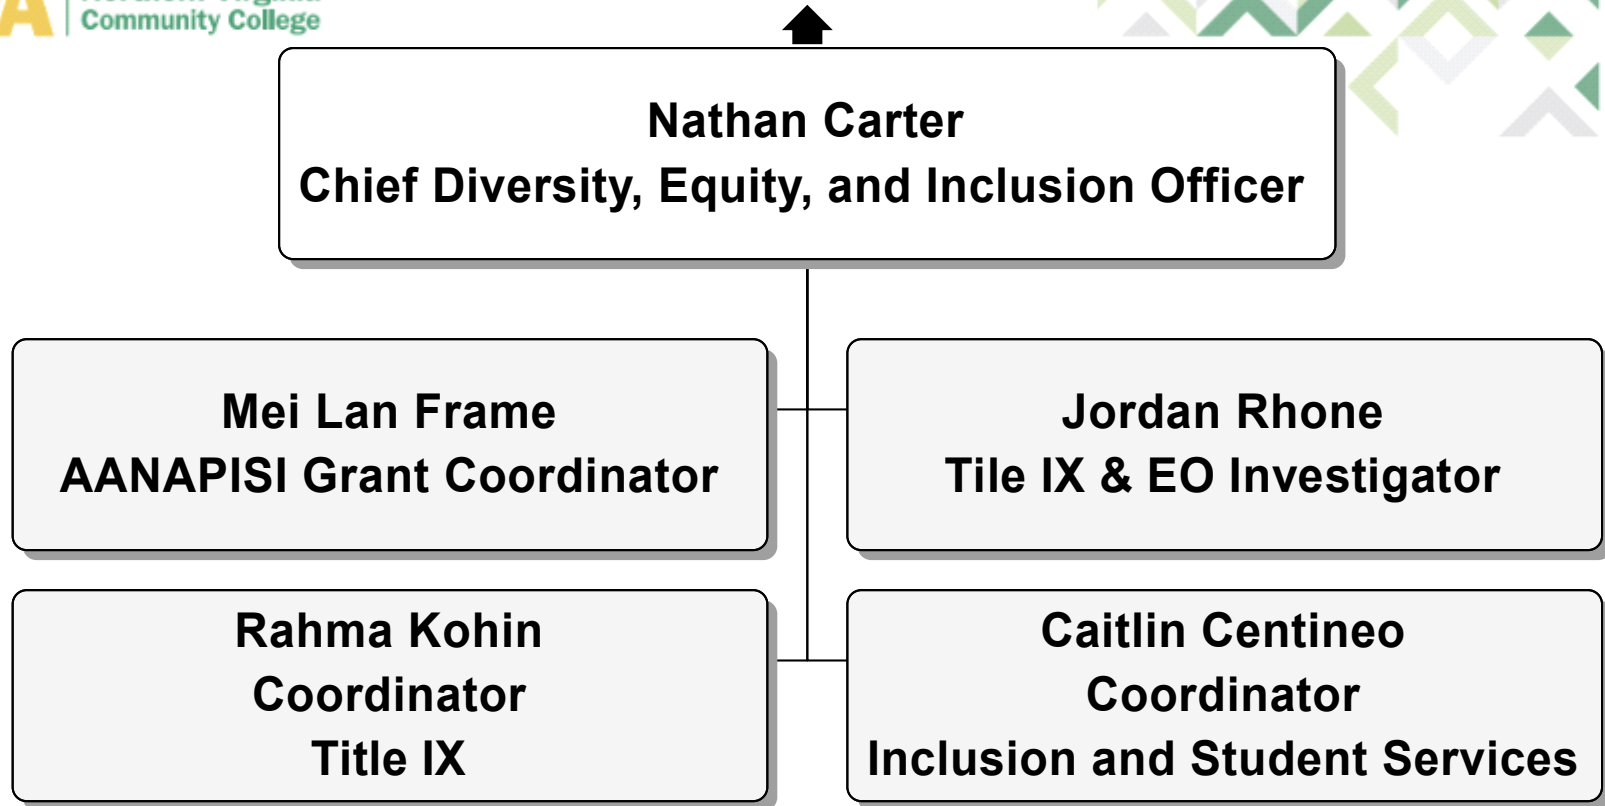 Community College
Nathan Carter
Chief Diversity, Equity, and Inclusion Officer
Mei Lan Frame
AANAPISI Grant Coordinator
Jordan Rhone
Tile IX & EO Investigator
Rahma Kohin
Coordinator
Title IX
Caitlin Centineo
Coordinator
Inclusion and Student Services